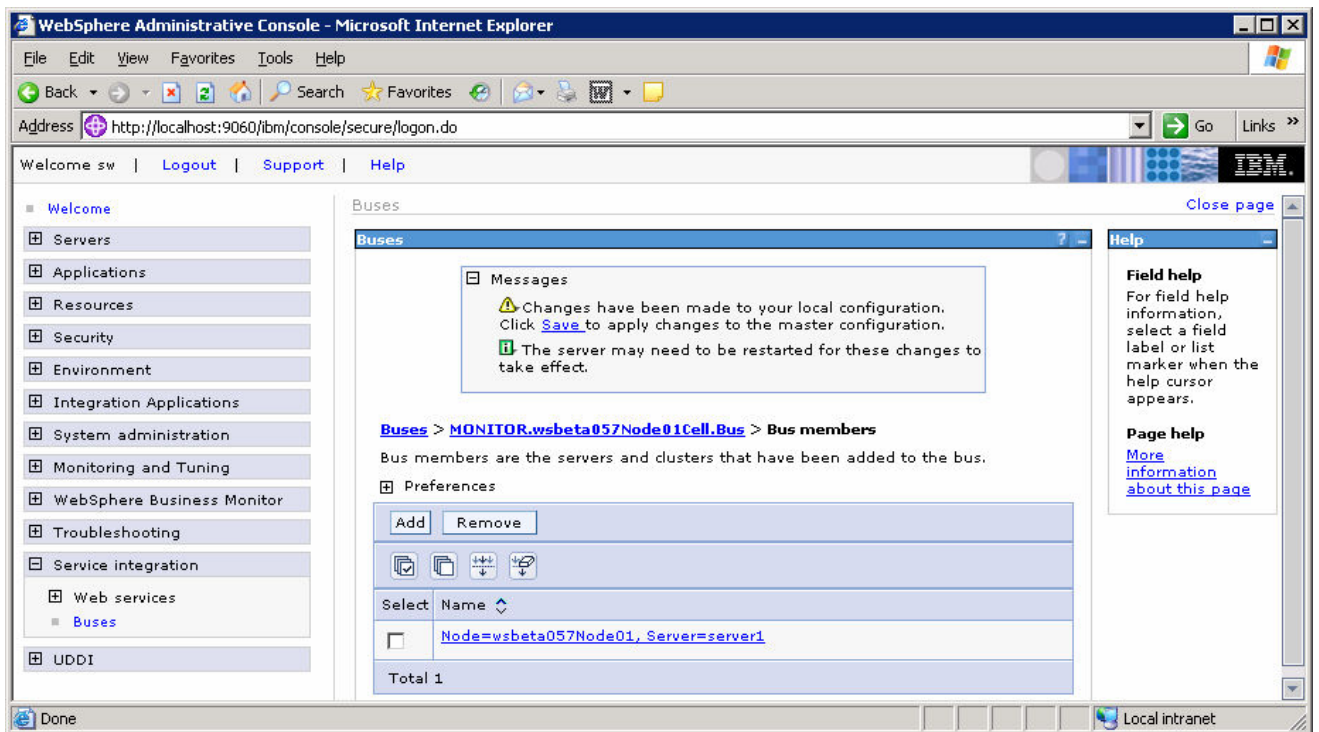 WebSphere Administrative Console - Microsoft Internet Explorer
File Edit View Favorites Tools Help
Back Search Favorites
Address http://localhost:9060/ibm/console/secure/logon.do Go Links »
Welcome sw | Logout | Support | Help IBM.
Welcome
Servers
Applications
Resources
Security
Environment
Integration Applications
System administration
Monitoring and Tuning
WebSphere Business Monitor
Troubleshooting
Service integration
Web services
Buses
UDDI
Buses Close page
Buses ? -
Messages
Changes have been made to your local configuration.
Click Save to apply changes to the master configuration.
The server may need to be restarted for these changes to
take effect.
Buses > MONITOR.wsbeta057Node01Cell.Bus > Bus members
Bus members are the servers and clusters that have been added to the bus.
Preferences
Add Remove
Select Name
Node=wsbeta057Node01, Server=server1
Total 1
Help -
Field help
For field help
information,
select a field
label or list
marker when the
help cursor
appears.
Page help
More
information
about this page
Done Local intranet